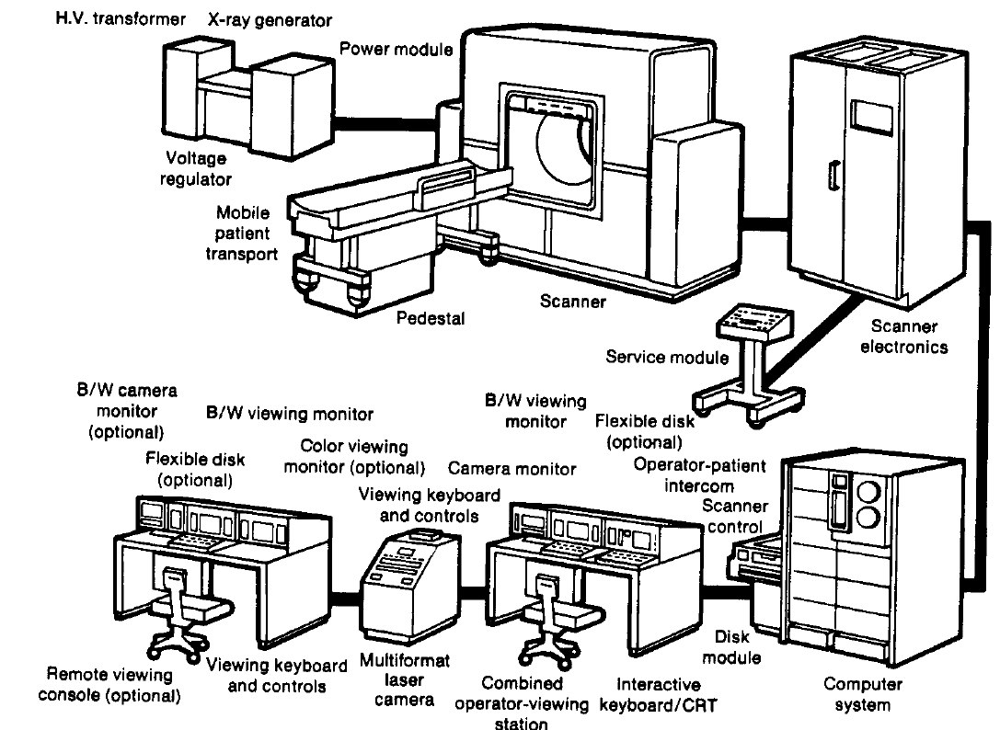 H.V. transformer
X-ray generator
Power module
Voltage
regulator
Mobile
patient
transport
Pedestal
Scanner
Scanner
electronics
Service module
B/W camera
monitor
(optional)
B/W viewing monitor
B/W viewing
monitor
Flexible disk
(optional)
Flexible disk
(optional)
Color viewing
monitor (optional)
Camera monitor
Operator-patient
intercom
Viewing keyboard
and controls
Scanner
control
Remote viewing
console (optional)
Viewing keyboard
and controls
Multiformat
laser
camera
Combined
operator-viewing
station
Interactive
keyboard/CRT
Disk
module
Computer
system